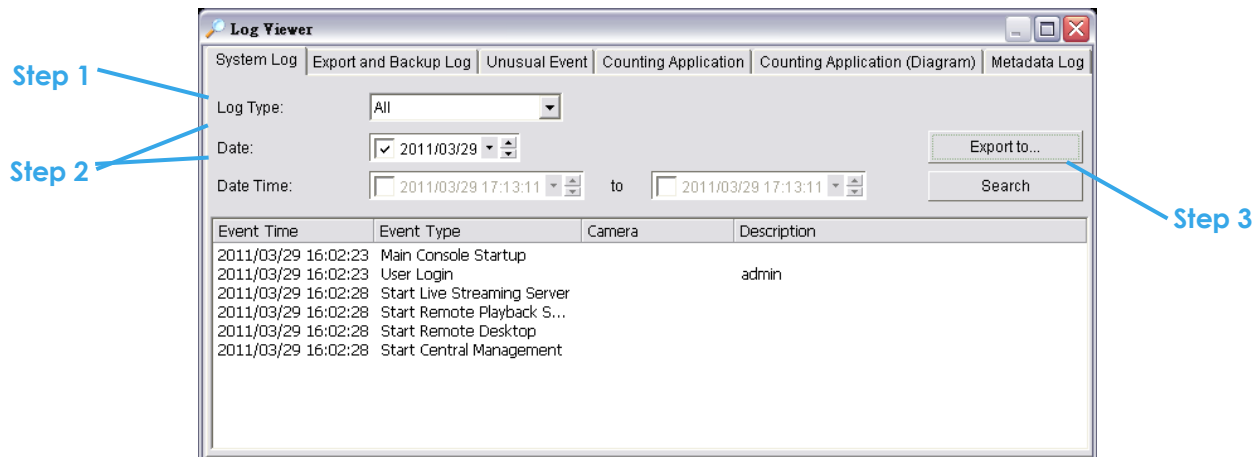 Log Viewer
System Log Export and Backup Log Unusual Event Counting Application Counting Application (Diagram) Metadata Log
Step 1
Log Type: All
Date: 2011/03/29 Export to...
Step 2
Date Time: 2011/03/29 17:13:11 to 2011/03/29 17:13:11 Search
Step 3
Event Time Event Type Camera Description
2011/03/29 16:02:23 Main Console Startup
2011/03/29 16:02:23 User Login admin
2011/03/29 16:02:28 Start Live Streaming Server
2011/03/29 16:02:28 Start Remote Playback S...
2011/03/29 16:02:28 Start Remote Desktop
2011/03/29 16:02:28 Start Central Management